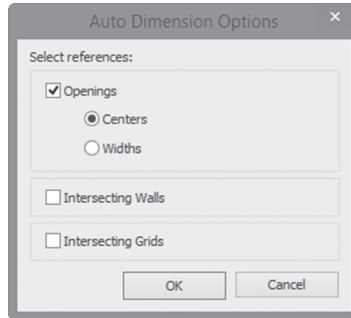 Auto Dimension Options
Select references:
Openings
Centers
Widths
Intersecting Walls
Intersecting Grids
OK Cancel